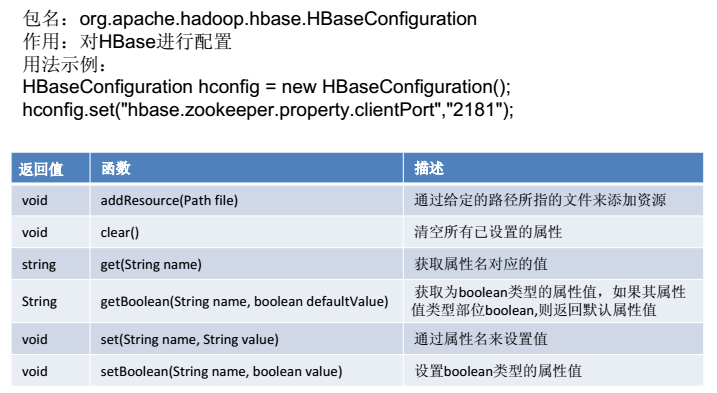 包名：org.apache.hadoop.hbase.HBaseConfiguration
作用：对HBase进行配置
用法示例：
HBaseConfiguration hconfig = new HBaseConfiguration();
hconfig.set("hbase.zookeeper.property.clientPort","2181");
返回值 函数 描述
void addResource(Path file) 通过给定的路径所指的文件来添加资源
void clear() 清空所有已设置的属性
string get(String name) 获取属性名对应的值
String getBoolean(String name, boolean defaultValue) 获取为boolean类型的属性值，如果其属性
值类型部位boolean,则返回默认属性值
void set(String name, String value) 通过属性名来设置值
void setBoolean(String name, boolean value) 设置boolean类型的属性值